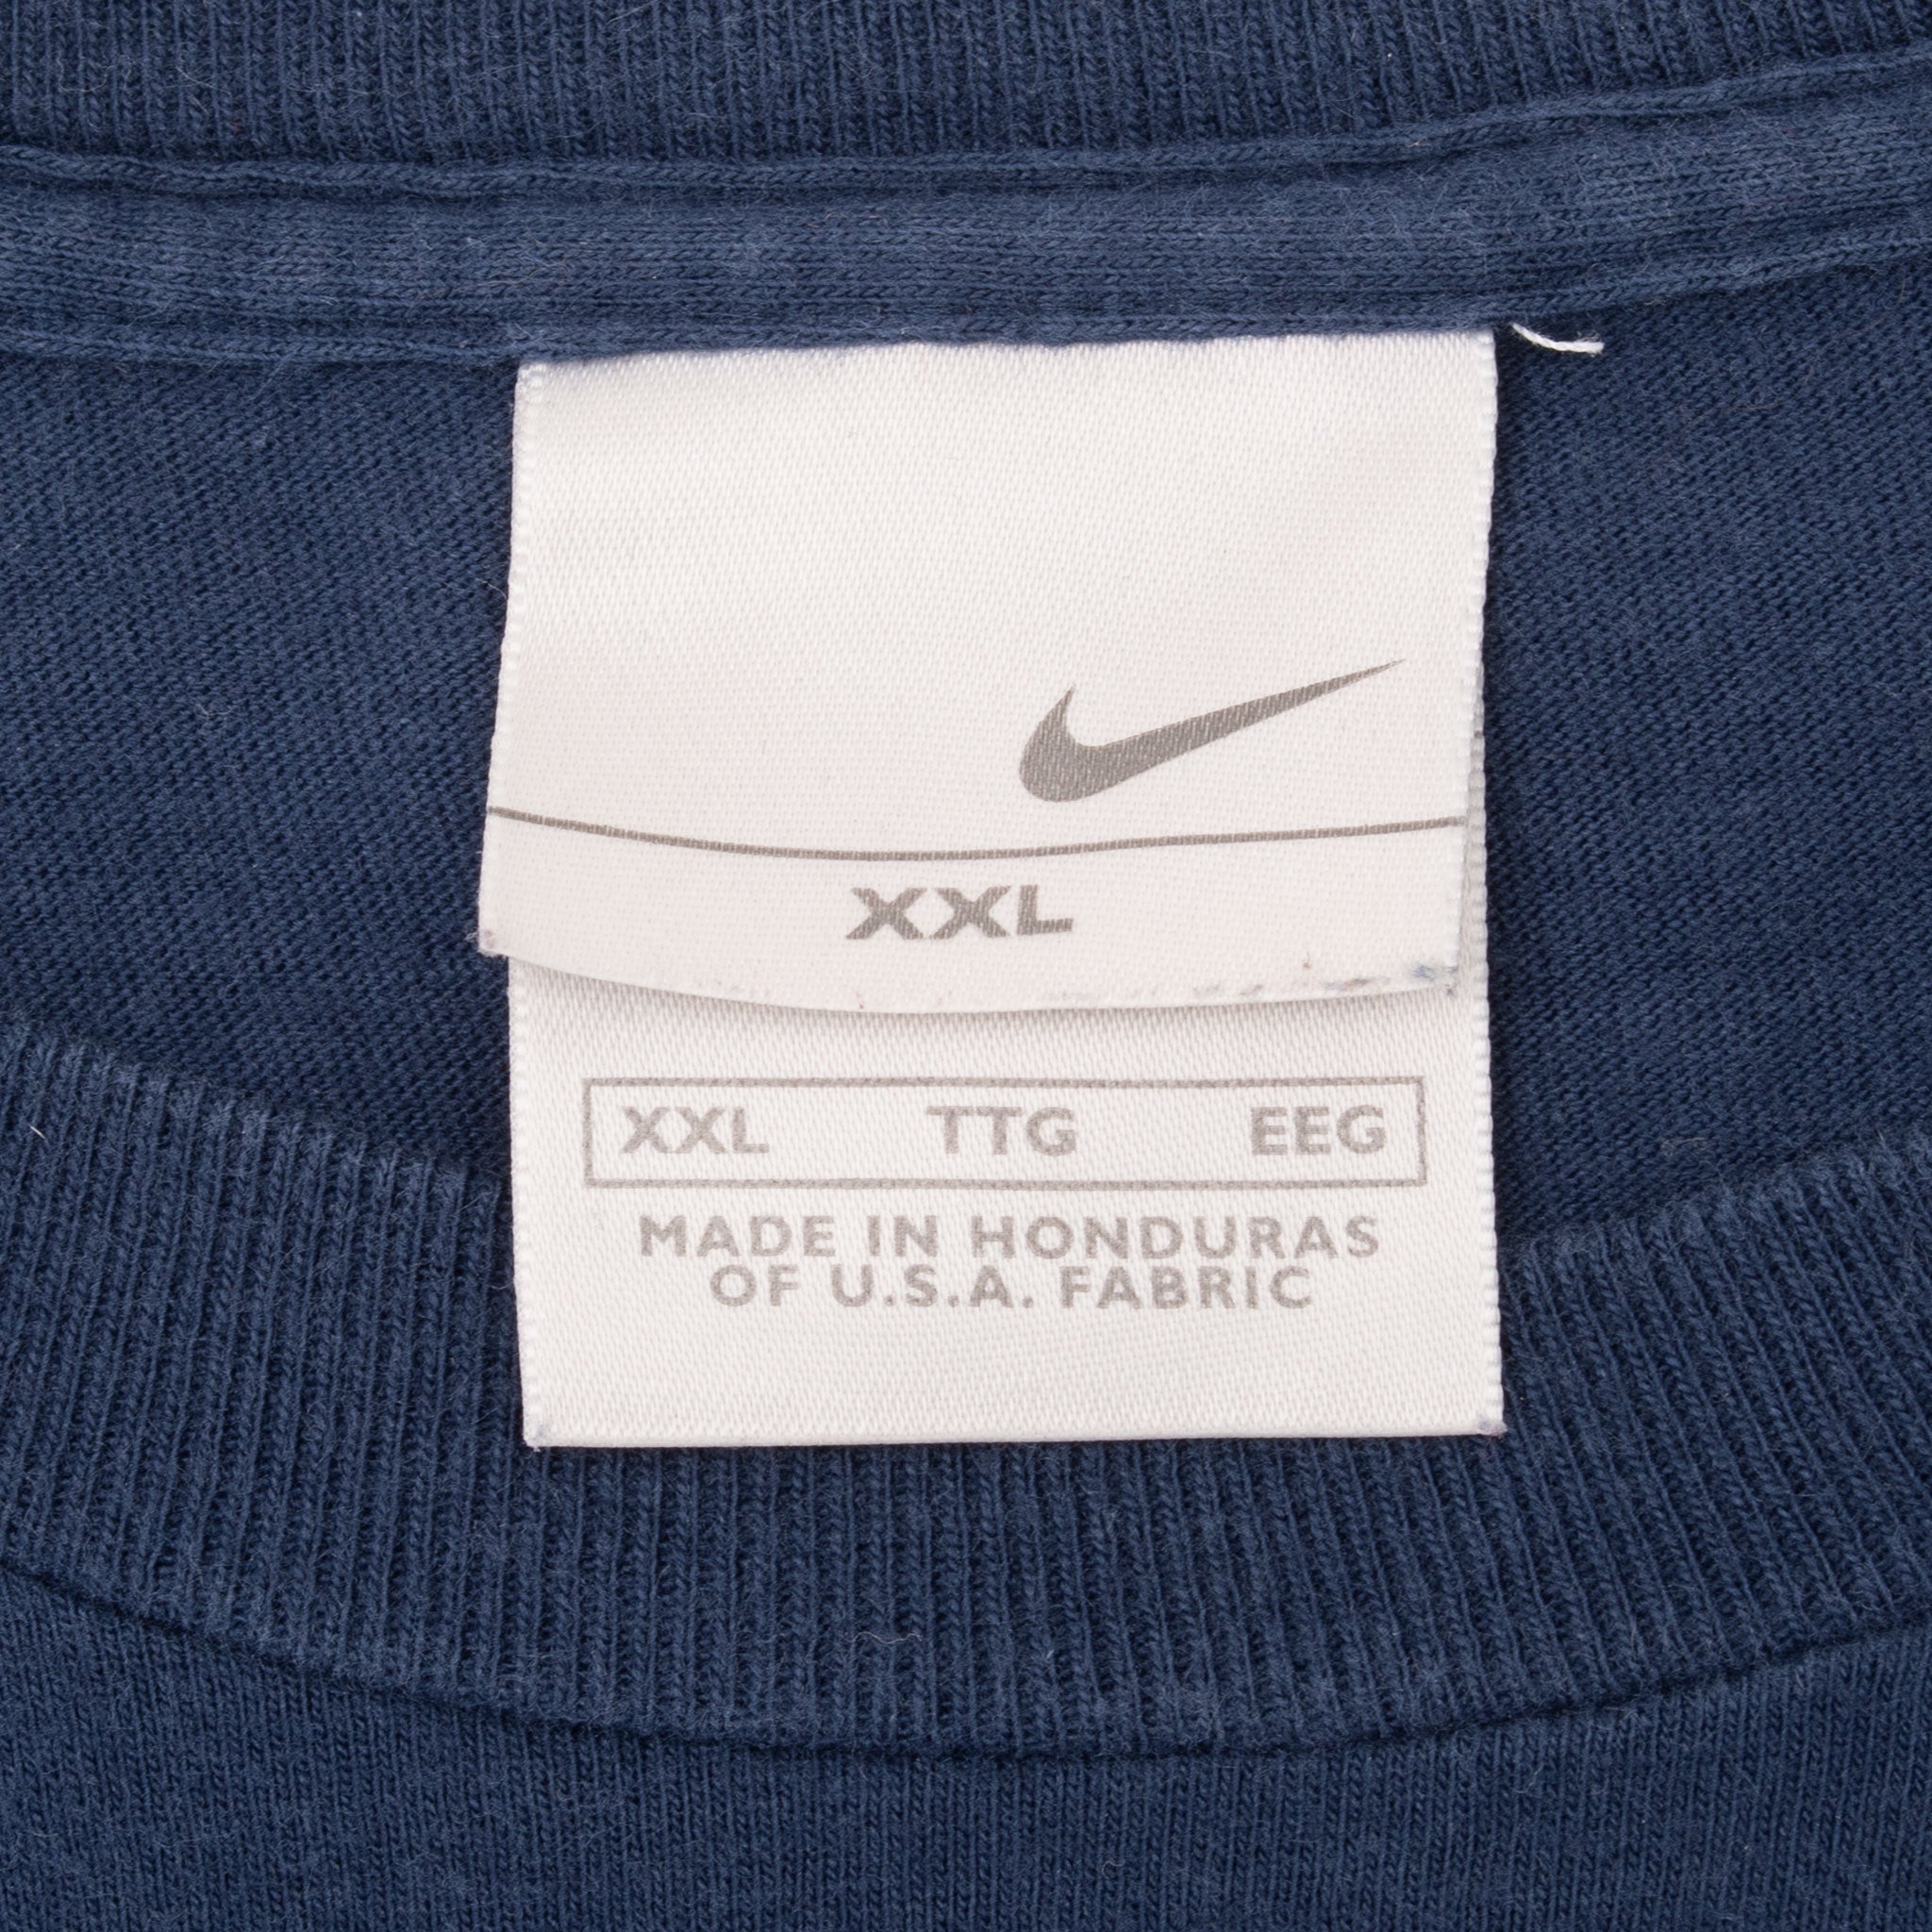 XXL
XXL TTG EEG
MADE IN HONDURAS
OF U.S.A. FABRIC